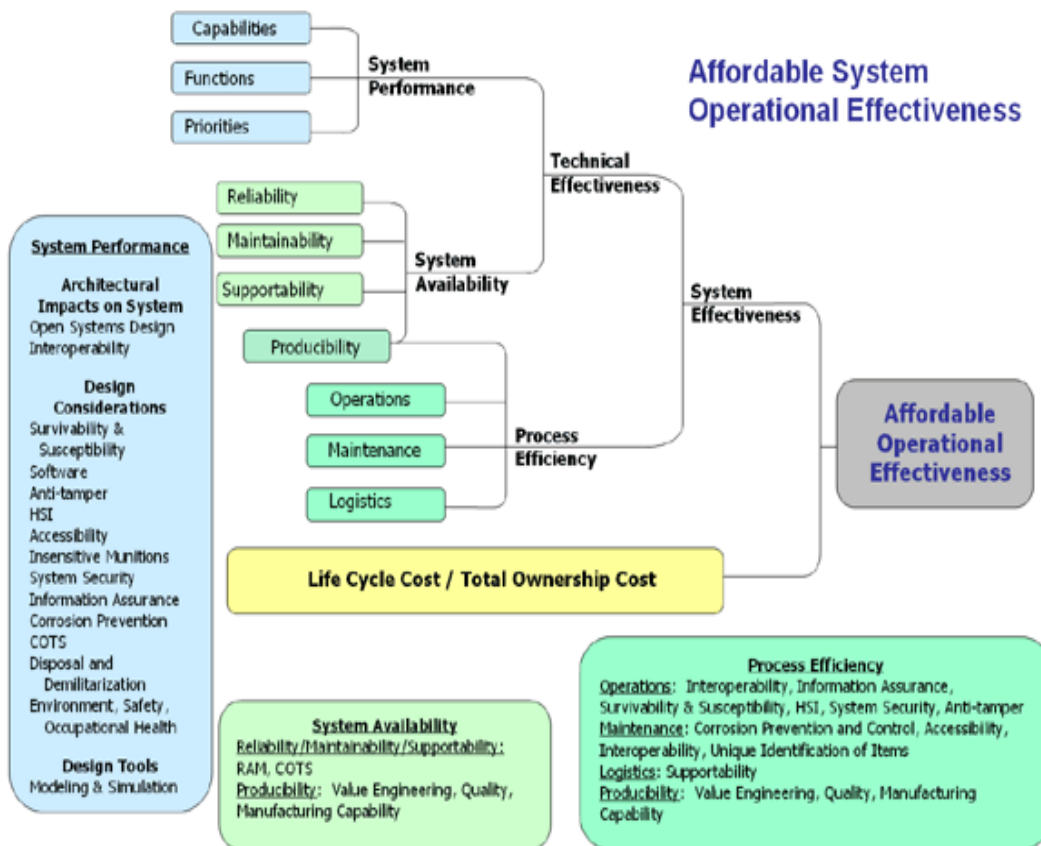 Affordable System
Operational Effectiveness
Capabilities
Functions
Priorities
System
Performance
Technical
Effectiveness
Reliability
Maintainability
Supportability
Producibility
System
Availability
Operations
Maintenance
Logistics
Process
Efficiency
System
Effectiveness
Affordable
Operational
Effectiveness
Life Cycle Cost / Total Ownership Cost
System Performance
Architectural
Impacts on System
Open Systems Design
Interoperability
Design
Considerations
Survivability &
Susceptibility
Software
Anti-tamper
HSI
Accessibility
Insensitive Munitions
System Security
Information Assurance
Corrosion Prevention
COTS
Disposal and
Demilitarization
Environment, Safety,
Occupational Health
Design Tools
Modeling & Simulation
System Availability
Reliability/Maintainability/Supportability:
RAM, COTS
Producibility: Value Engineering, Quality,
Manufacturing Capability
Process Efficiency
Operations: Interoperability, Information Assurance,
Survivability & Susceptibility, HSI, System Security, Anti-tamper
Maintenance: Corrosion Prevention and Control, Accessibility,
Interoperability, Unique Identification of Items
Logistics: Supportability
Producibility: Value Engineering, Quality, Manufacturing
Capability